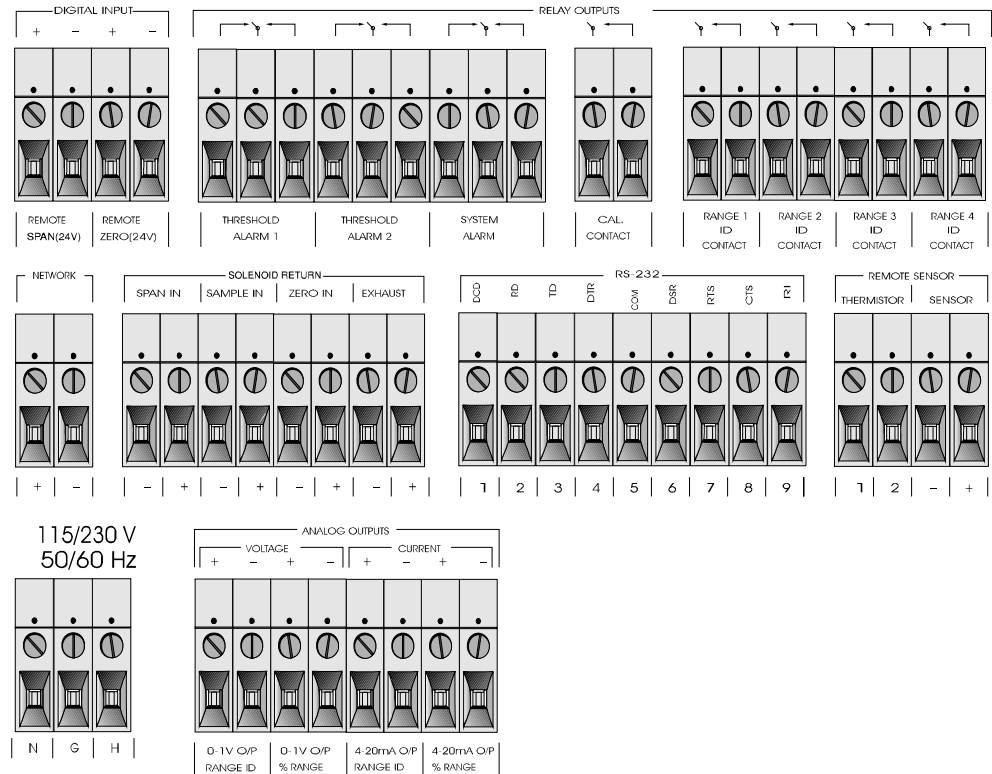 DIGITAL INPUT
+ − + −
REMOTE SPAN(24V)
REMOTE ZERO(24V)
RELAY OUTPUTS
THRESHOLD ALARM 1
THRESHOLD ALARM 2
SYSTEM ALARM
CAL. CONTACT
RANGE 1 ID CONTACT
RANGE 2 ID CONTACT
RANGE 3 ID CONTACT
RANGE 4 ID CONTACT
NETWORK
+ −
SOLENOID RETURN
SPAN IN SAMPLE IN ZERO IN EXHAUST
− + − + − + − +
RS-232
DCD RD TD DTR COM DSR RTS CTS RI
1 2 3 4 5 6 7 8 9
REMOTE SENSOR
THERMISTOR SENSOR
1 2 − +
115/230 V
50/60 Hz
N G H
ANALOG OUTPUTS
VOLTAGE CURRENT
+ − + − + − + −
0-1V O/P RANGE ID
0-1V O/P % RANGE
4-20mA O/P RANGE ID
4-20mA O/P % RANGE